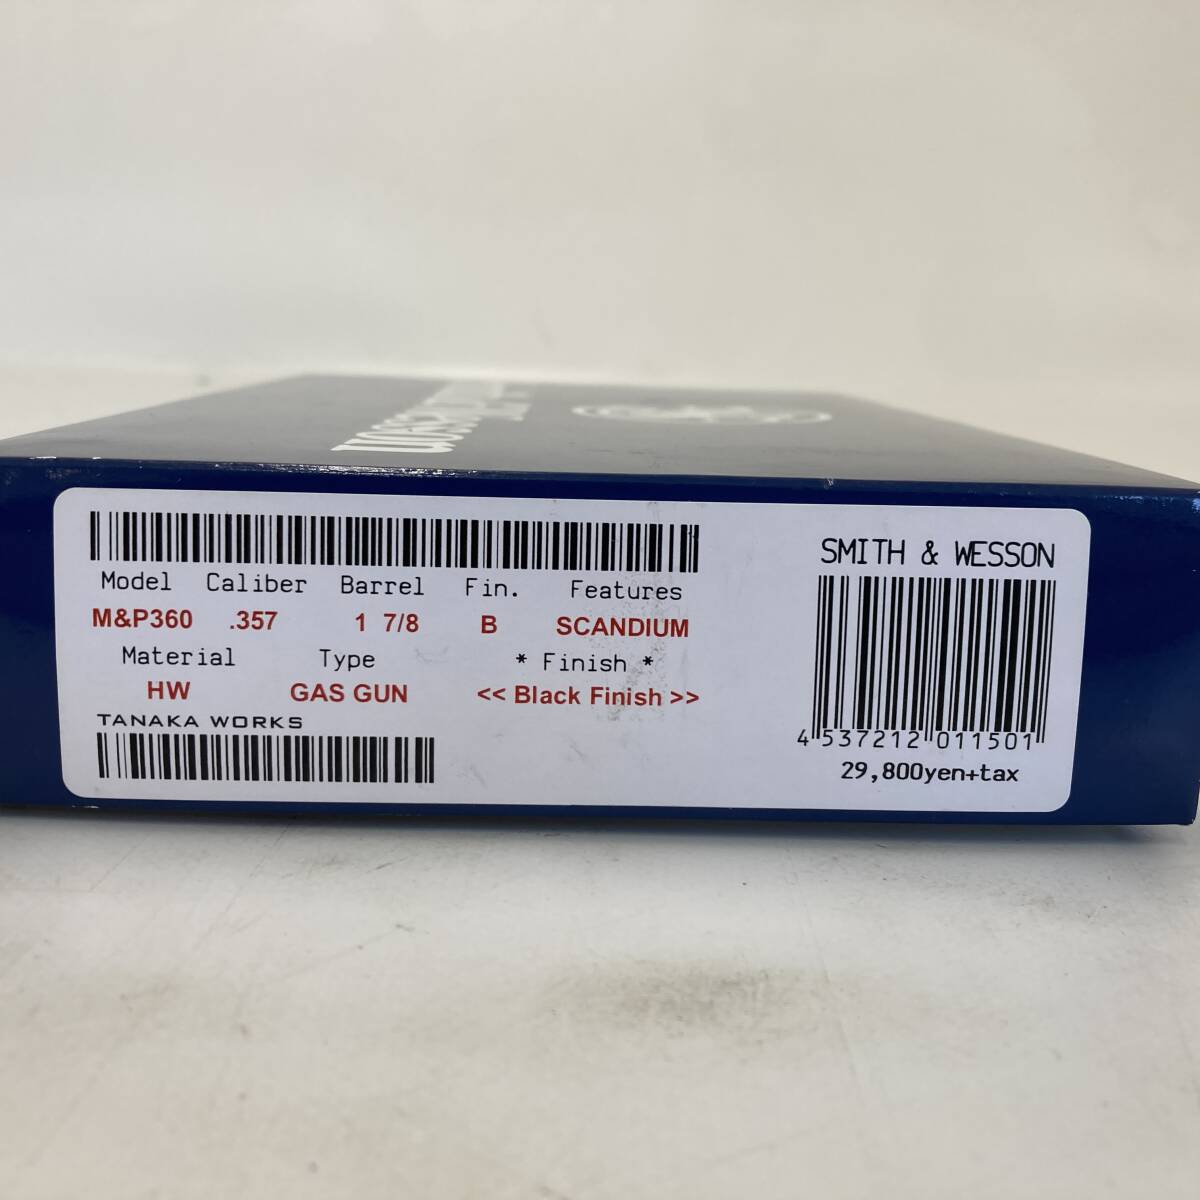 Model Caliber Barrel Fin. Features
M&P360 .357 1 7/8 B SCANDIUM
Material Type * Finish *
HW GAS GUN << Black Finish >>
TANAKA WORKS
SMITH & WESSON
4 537212 011501
29,800yen+tax